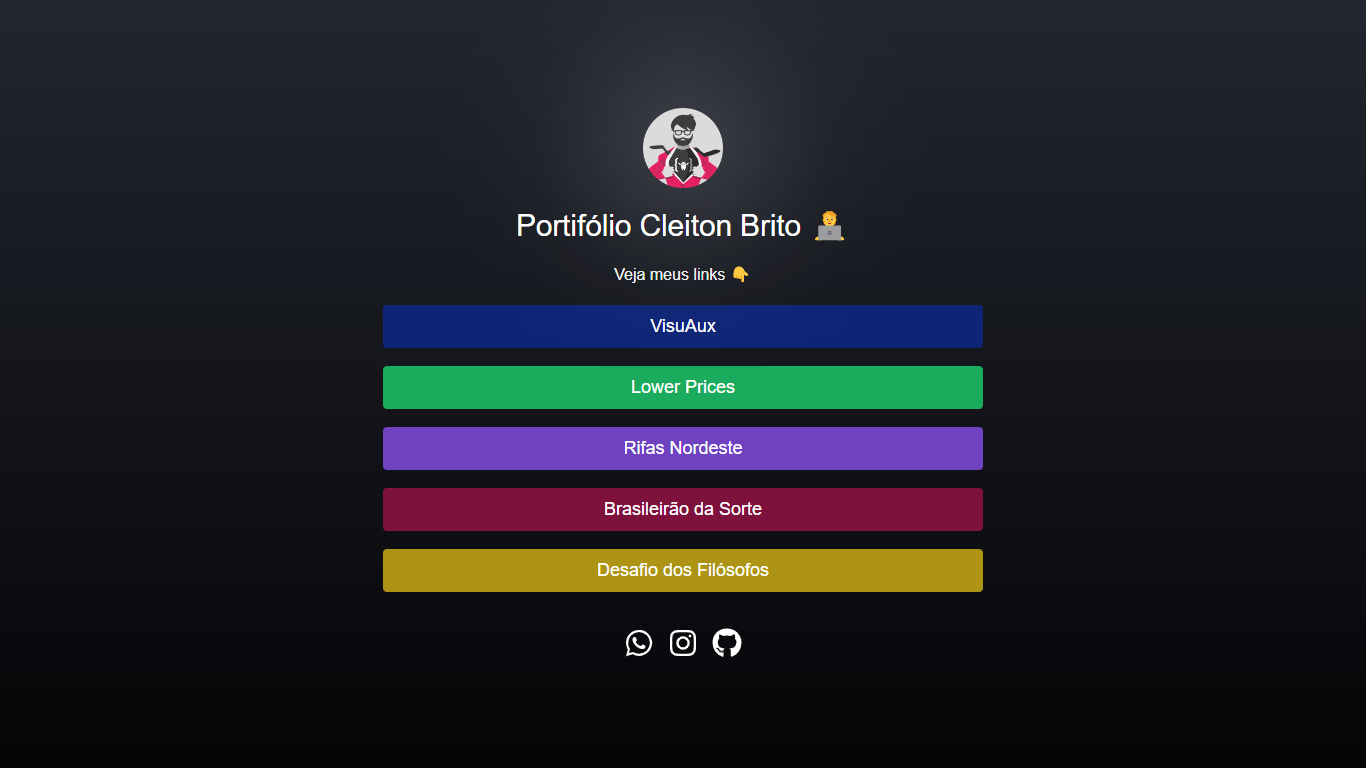 Portifólio Cleiton Brito 🧑‍💻
Veja meus links 👇
VisuAux
Lower Prices
Rifas Nordeste
Brasileirão da Sorte
Desafio dos Filósofos